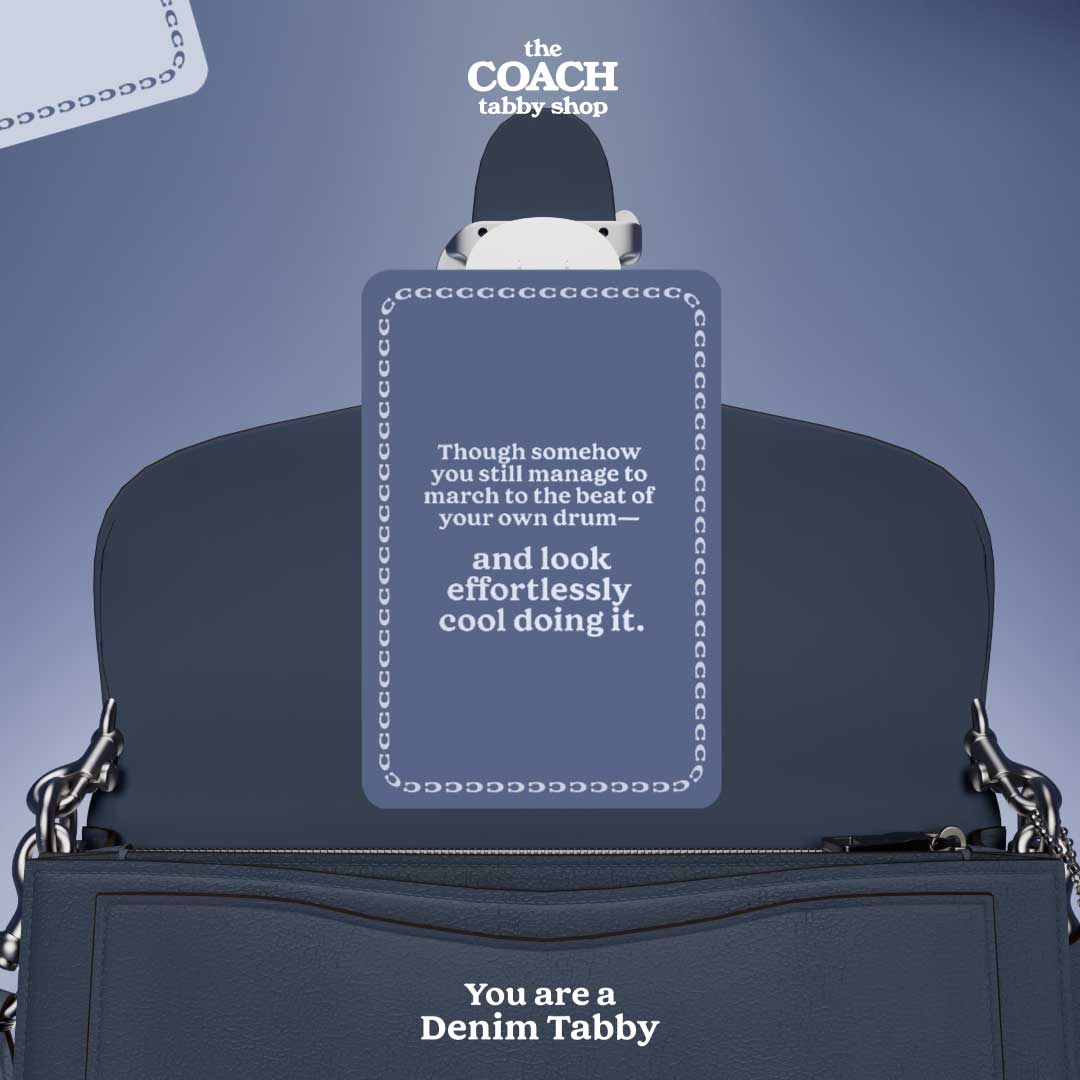 the
COACH
tabby shop
Though somehow
you still manage to
march to the beat of
your own drum—
and look
effortlessly
cool doing it.
You are a
Denim Tabby